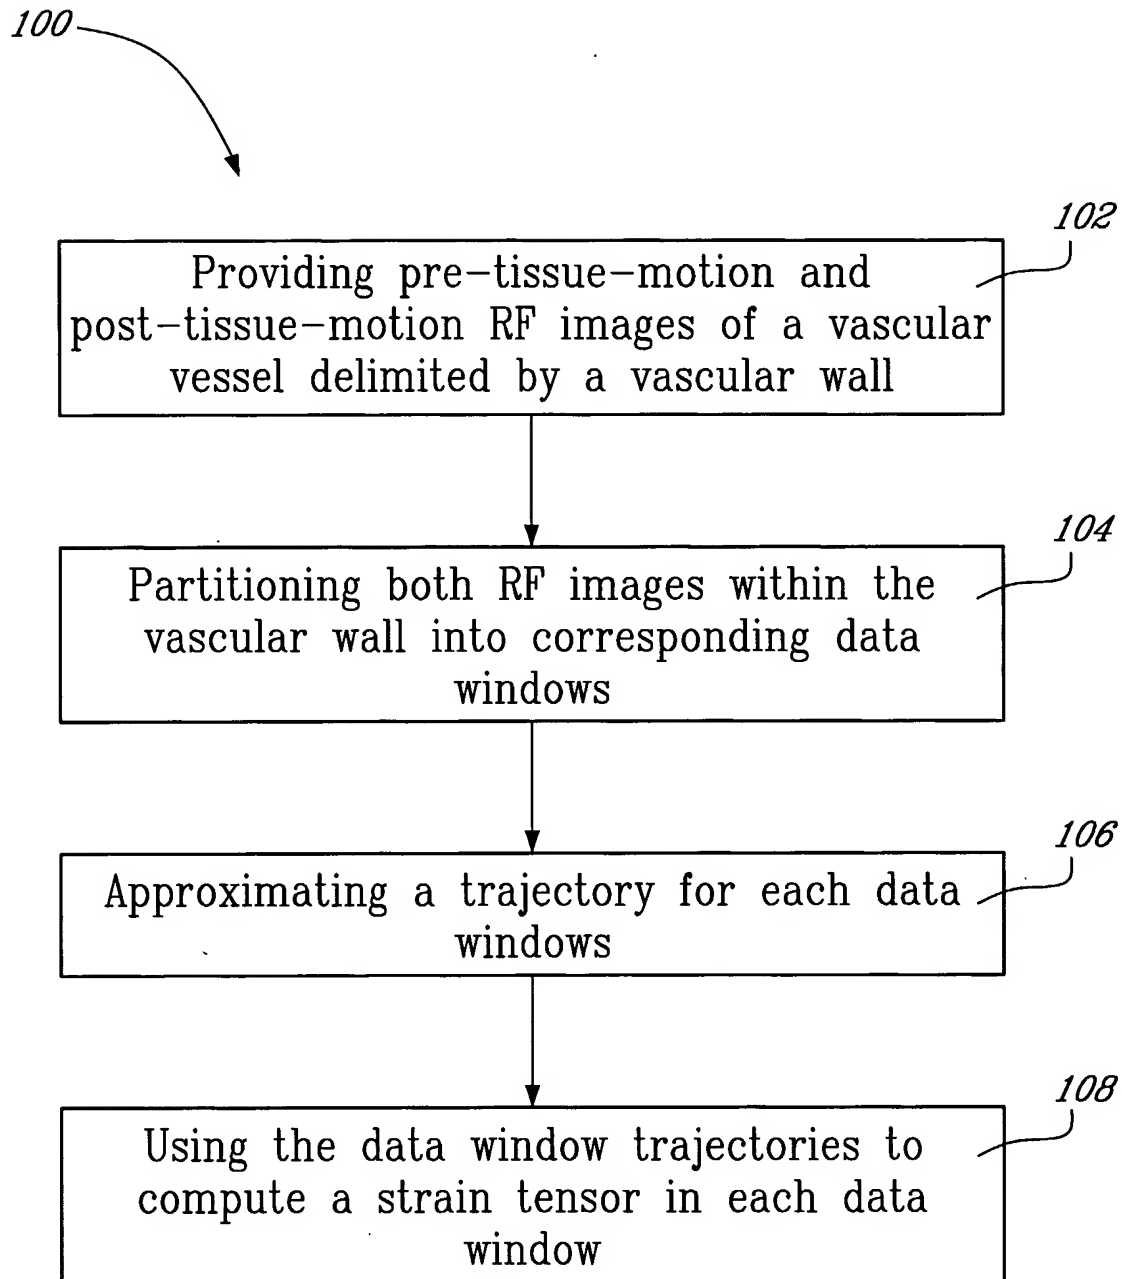 100
102
Providing pre-tissue-motion and
post-tissue-motion RF images of a vascular
vessel delimited by a vascular wall
104
Partitioning both RF images within the
vascular wall into corresponding data
windows
106
Approximating a trajectory for each data
windows
108
Using the data window trajectories to
compute a strain tensor in each data
window